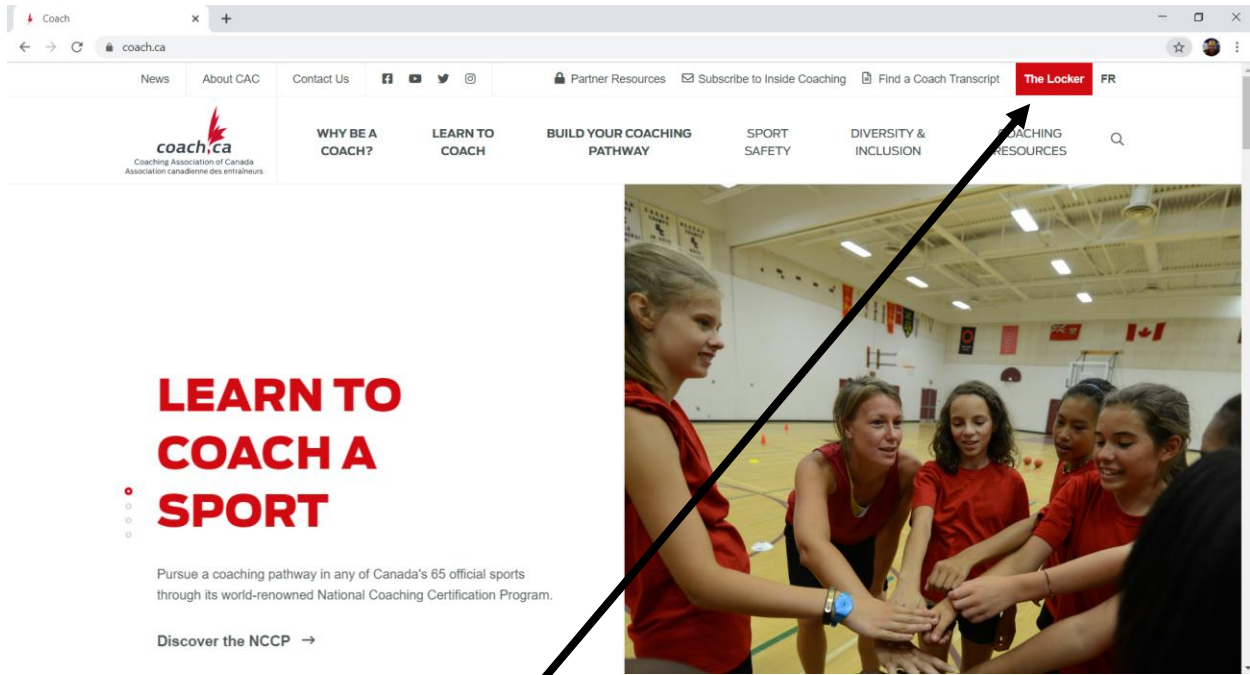 Coach
coach.ca
News About CAC Contact Us Partner Resources Subscribe to Inside Coaching Find a Coach Transcript The Locker FR
coach.ca
Coaching Association of Canada
Association canadienne des entraîneurs
WHY BE A
COACH?
LEARN TO
COACH
BUILD YOUR COACHING
PATHWAY
SPORT
SAFETY
DIVERSITY &
INCLUSION
COACHING
RESOURCES
LEARN TO
COACH A
SPORT
Pursue a coaching pathway in any of Canada's 65 official sports
through its world-renowned National Coaching Certification Program.
Discover the NCCP →